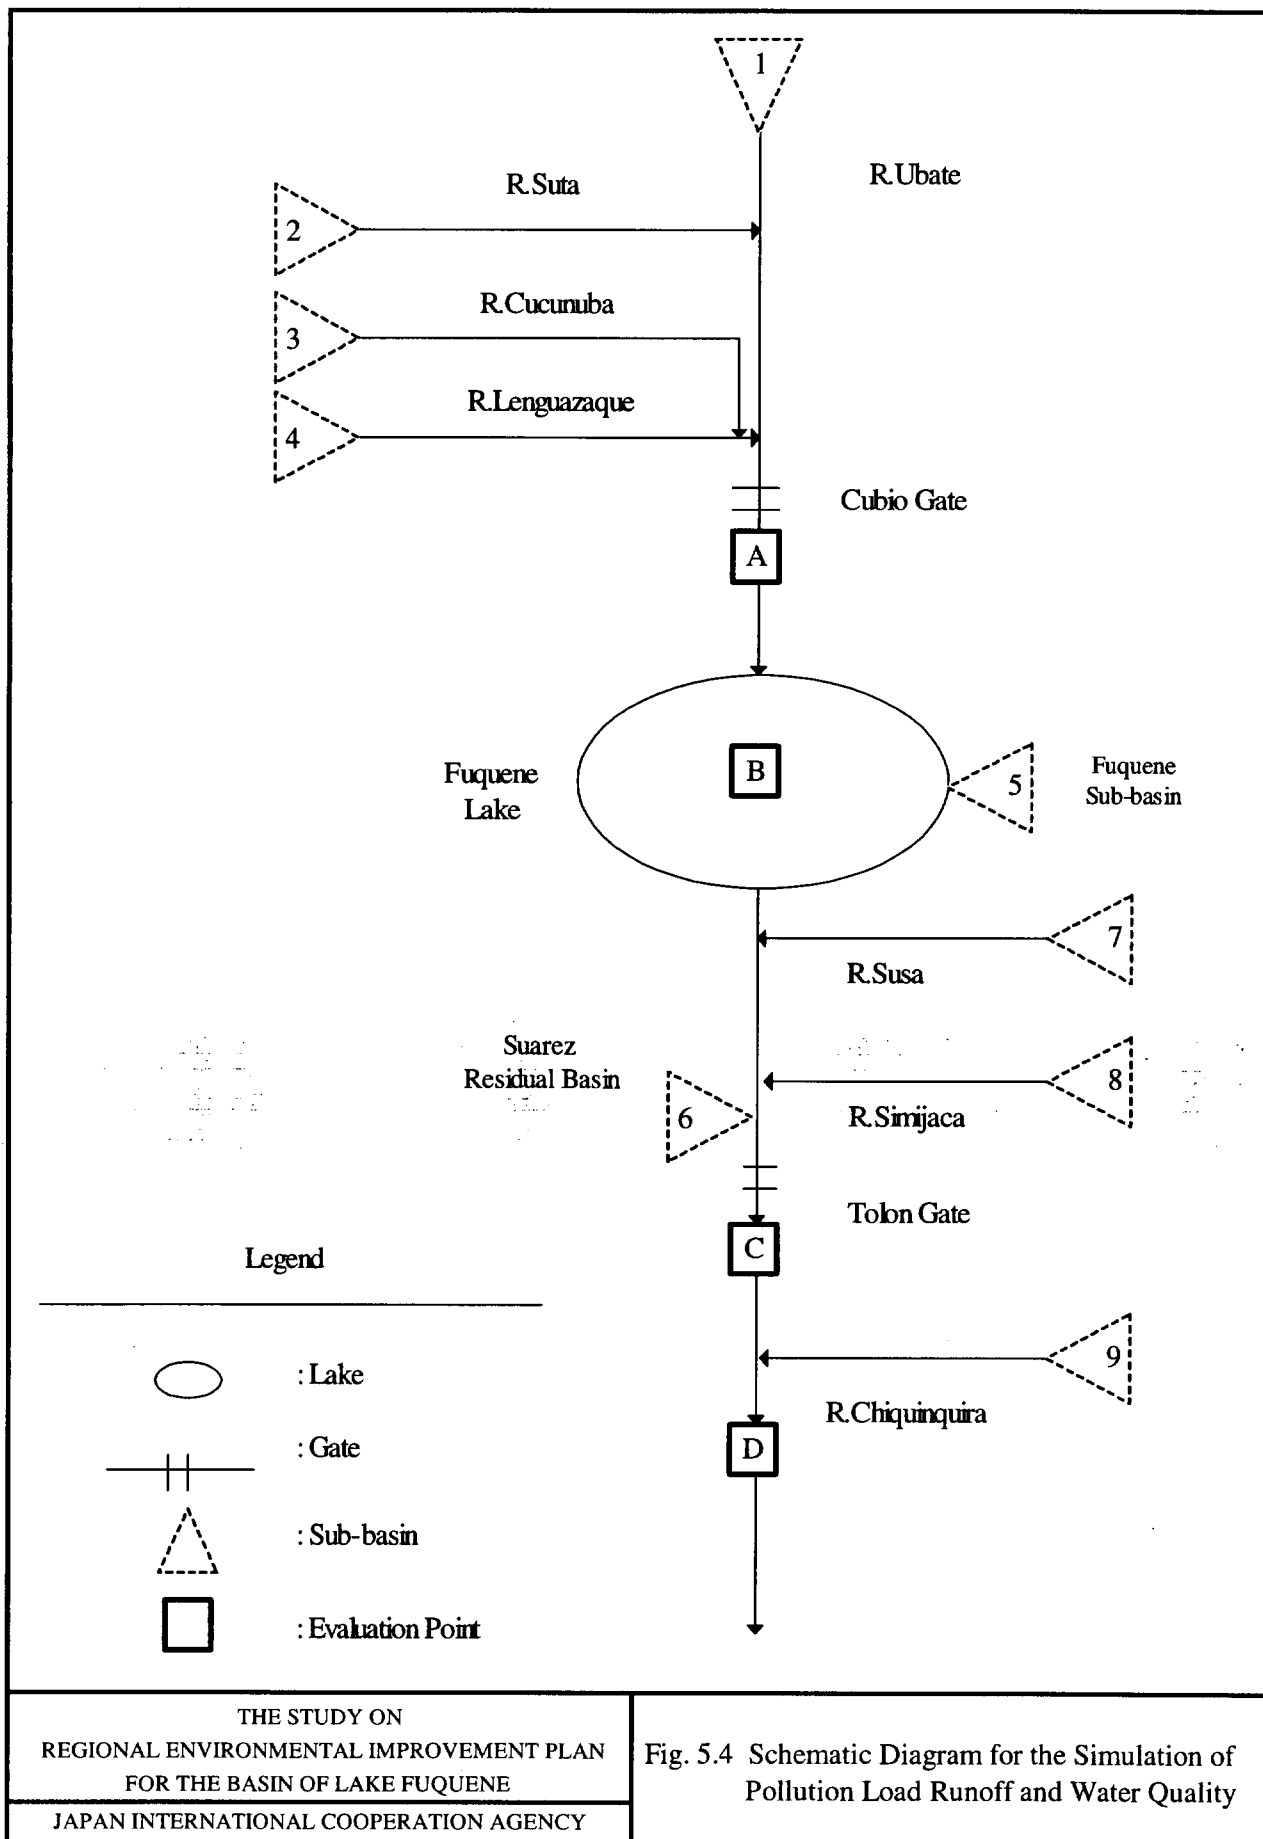 1
R.Ubate
R.Suta
2
R.Cucunuba
3
R.Lenguazaque
4
Cubio Gate
A
Fuquene
Lake
B
5
Fuquene
Sub-basin
7
R.Susa
Suarez
Residual Basin
6
8
R.Simijaca
Tolon Gate
C
Legend
: Lake
: Gate
: Sub-basin
: Evaluation Point
9
R.Chiquinquira
D
THE STUDY ON
REGIONAL ENVIRONMENTAL IMPROVEMENT PLAN
FOR THE BASIN OF LAKE FUQUENE
JAPAN INTERNATIONAL COOPERATION AGENCY
Fig. 5.4 Schematic Diagram for the Simulation of
Pollution Load Runoff and Water Quality